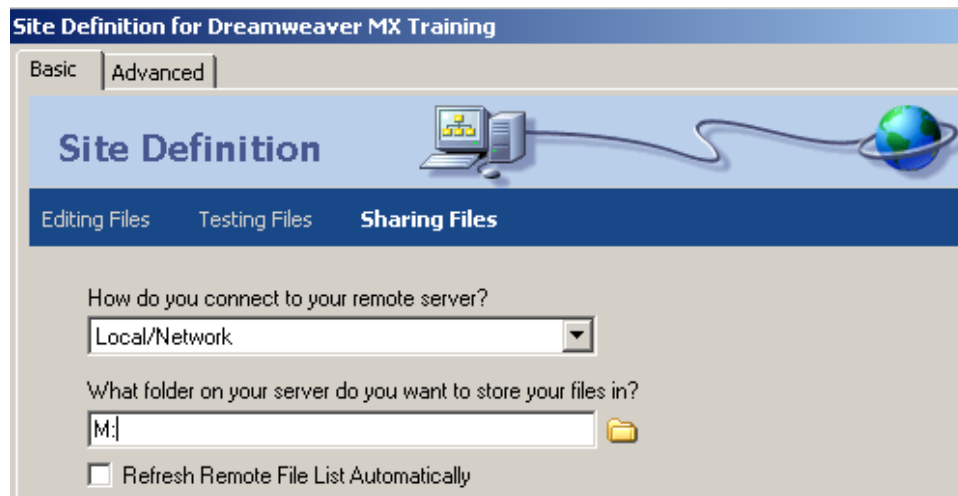 Site Definition for Dreamweaver MX Training
Basic Advanced
Site Definition
Editing Files Testing Files Sharing Files
How do you connect to your remote server?
Local/Network
What folder on your server do you want to store your files in?
M:
Refresh Remote File List Automatically